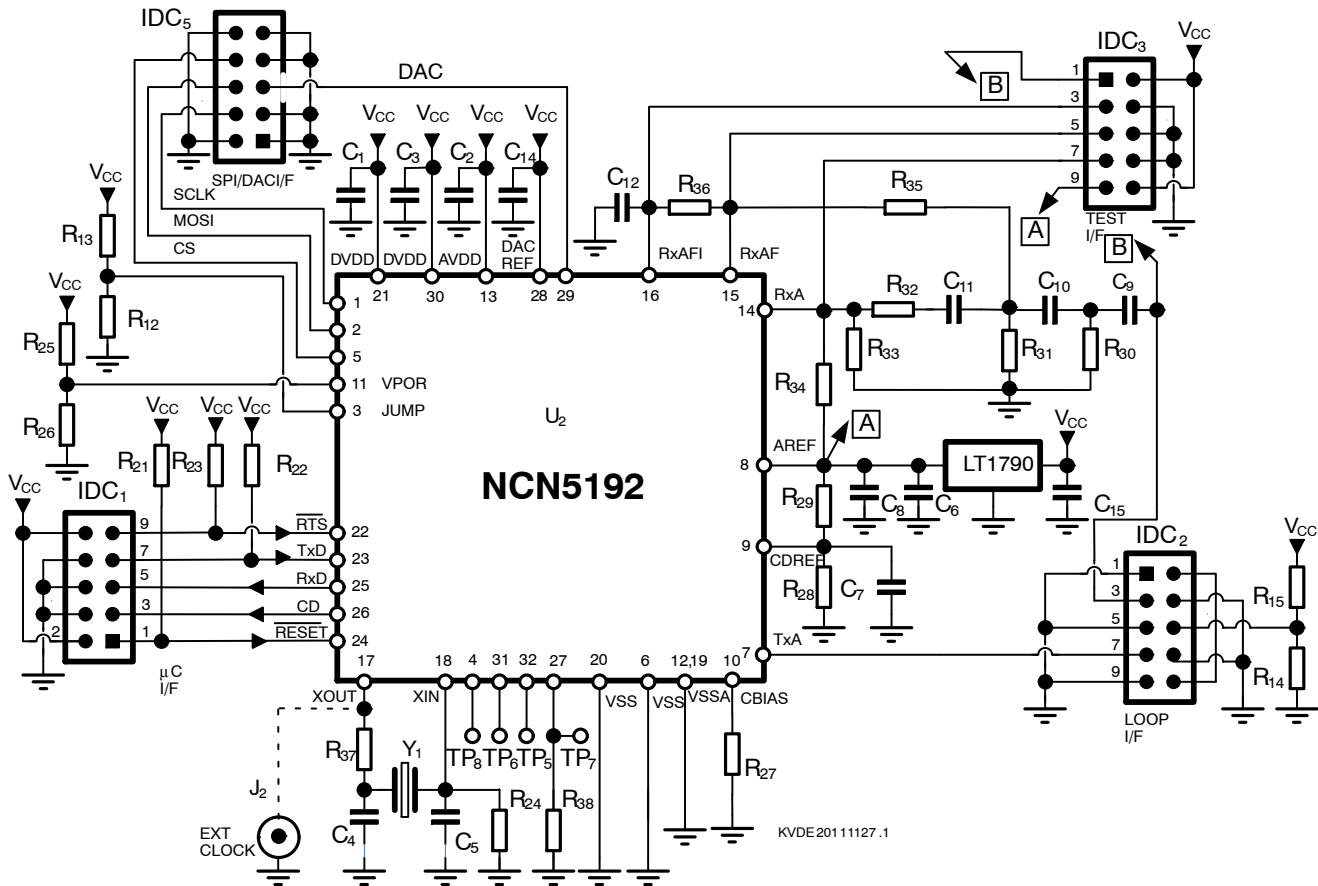 IDC5
IDC3
VCC
DAC
B
1
3
5
7
9
VCC
VCC
VCC
VCC
C1
C3
C2
C14
SPI/DACI/F
SCLK
MOSI
CS
VCC
R13
R12
C12
R36
R35
A
TEST
I/F
B
DVDD
DVDD
AVDD
DAC
REF
RxAFI
RxAF
21
30
13
28
29
16
15
RxA
14
R32
C11
C10
C9
VCC
R25
R26
1
2
5
11 VPOR
3 JUMP
R33
R31
R30
R34
U2
NCN5192
VCC
VCC
VCC
R21
R23
R22
A
AREF
8
LT1790
VCC
R29
C8
C6
C15
VCC
IDC1
9
7
5
3
1
2
RTS
TxD
RxD
CD
RESET
22
23
25
26
24
µC
I/F
9
CDREF
R28
C7
IDC2
1
3
5
7
9
VCC
R15
R14
LOOP
I/F
TxA
7
17
18
4
31
32
27
20
6
12,19
10
XOUT
XIN
VSS
VSS
VSSA
CBIAS
R37
Y1
TP8
TP6
TP5
TP7
J2
R24
R38
R27
C4
C5
EXT
CLOCK
KVDE20111127.1